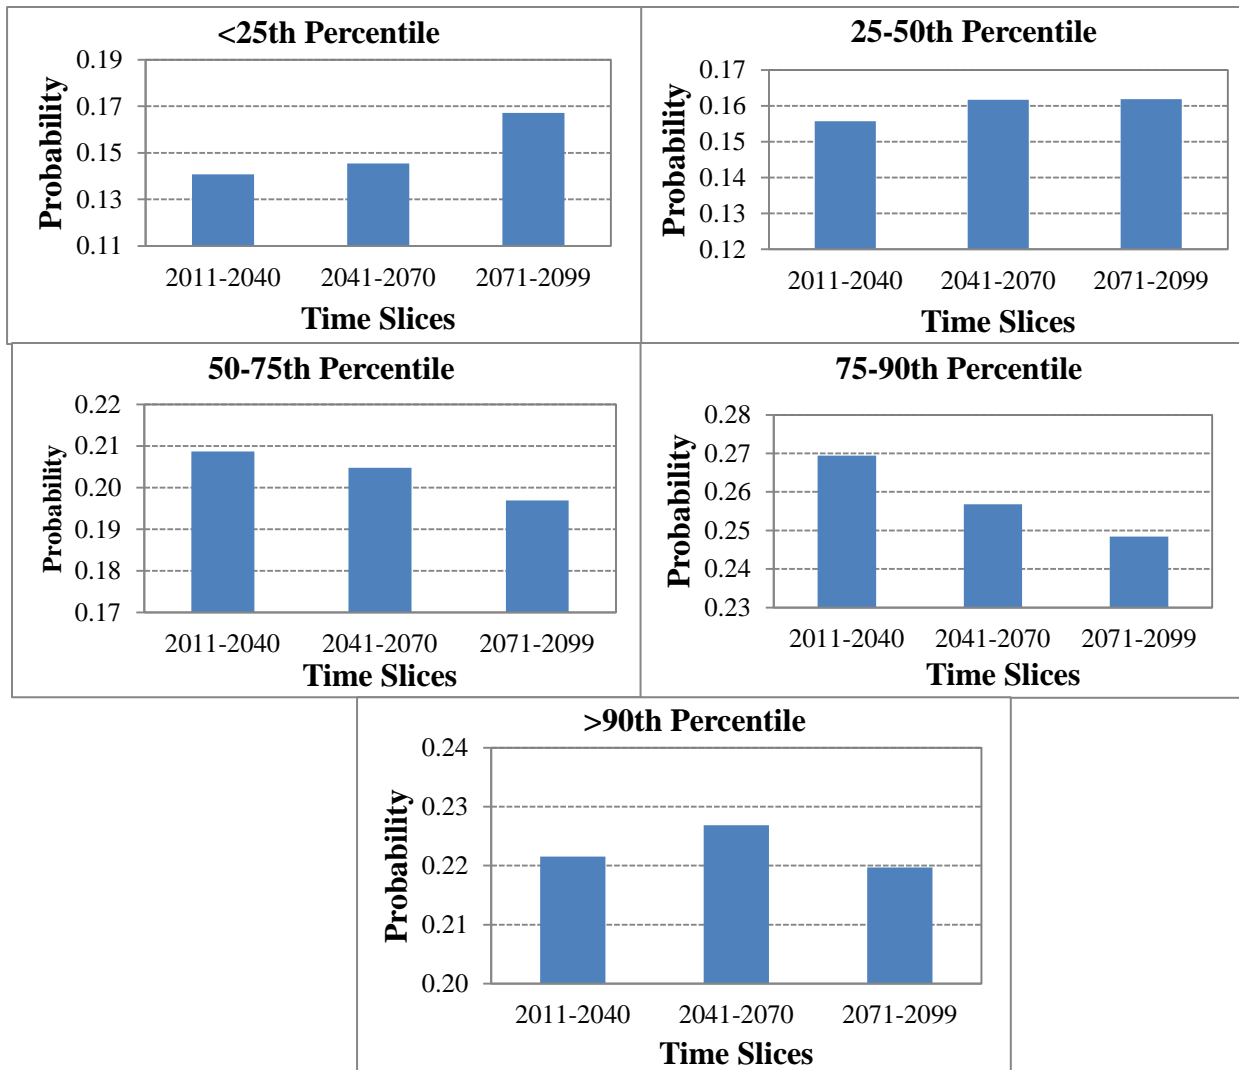 <25th Percentile
0.19
0.17
0.15
0.13
0.11
Probability
2011-2040 2041-2070 2071-2099
Time Slices
25-50th Percentile
0.17
0.16
0.15
0.14
0.13
0.12
Probability
2011-2040 2041-2070 2071-2099
Time Slices
50-75th Percentile
0.22
0.21
0.20
0.19
0.18
0.17
Probability
2011-2040 2041-2070 2071-2099
Time Slices
75-90th Percentile
0.28
0.27
0.26
0.25
0.24
0.23
Probability
2011-2040 2041-2070 2071-2099
Time Slices
>90th Percentile
0.24
0.23
0.22
0.21
0.20
Probability
2011-2040 2041-2070 2071-2099
Time Slices